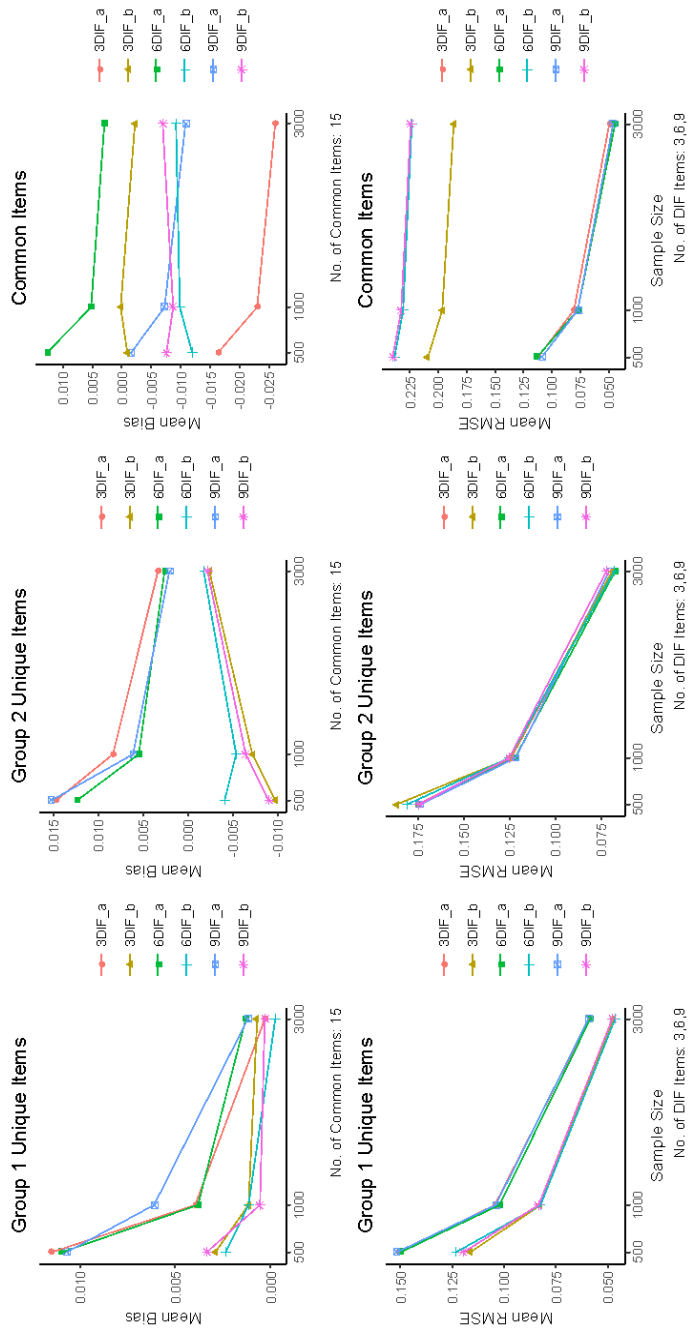 Group 1 Unique Items
Mean Bias
0.010
0.005
0.000
500
1000
3000
No. of Common Items: 15
3DIF_a
3DIF_b
6DIF_a
6DIF_b
9DIF_a
9DIF_b
Group 2 Unique Items
Mean Bias
0.015
0.010
0.005
0.000
-0.005
-0.010
500
1000
3000
No. of Common Items: 15
3DIF_a
3DIF_b
6DIF_a
6DIF_b
9DIF_a
9DIF_b
Common Items
Mean Bias
0.010
0.005
0.000
-0.005
-0.010
-0.015
-0.020
-0.025
500
1000
3000
No. of Common Items: 15
3DIF_a
3DIF_b
6DIF_a
6DIF_b
9DIF_a
9DIF_b
Group 1 Unique Items
Mean RMSE
0.150
0.125
0.100
0.075
0.050
500
1000
3000
Sample Size
No. of DIF Items: 3,6,9
3DIF_a
3DIF_b
6DIF_a
6DIF_b
9DIF_a
9DIF_b
Group 2 Unique Items
Mean RMSE
0.175
0.150
0.125
0.100
0.075
500
1000
3000
Sample Size
No. of DIF Items: 3,6,9
3DIF_a
3DIF_b
6DIF_a
6DIF_b
9DIF_a
9DIF_b
Common Items
Mean RMSE
0.225
0.200
0.175
0.150
0.125
0.100
0.075
0.050
500
1000
3000
Sample Size
No. of DIF Items: 3,6,9
3DIF_a
3DIF_b
6DIF_a
6DIF_b
9DIF_a
9DIF_b